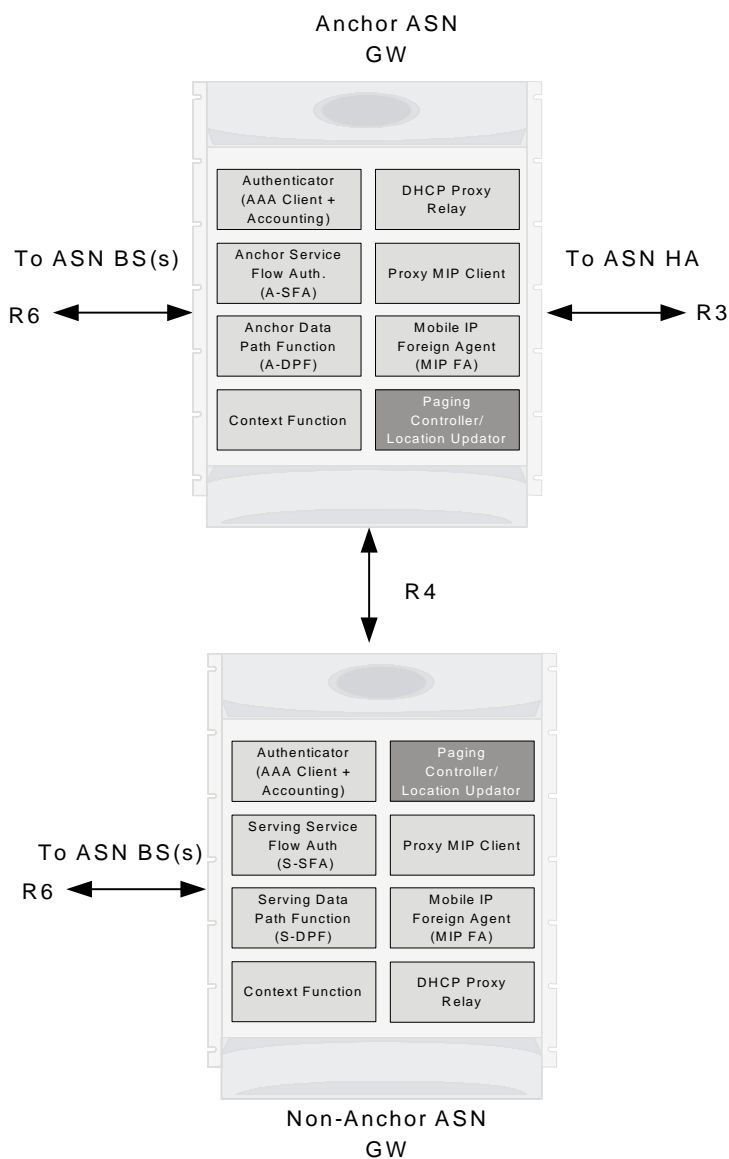 Anchor ASN
GW
Authenticator
(AAA Client +
Accounting)
DHCP Proxy
Relay
To ASN BS(s)
R6
Anchor Service
Flow Auth.
(A-SFA)
Proxy MIP Client
To ASN HA
R3
Anchor Data
Path Function
(A-DPF)
Mobile IP
Foreign Agent
(MIP FA)
Context Function
Paging
Controller/
Location Updator
R4
Authenticator
(AAA Client +
Accounting)
Paging
Controller/
Location Updator
To ASN BS(s)
R6
Serving Service
Flow Auth
(S-SFA)
Proxy MIP Client
Serving Data
Path Function
(S-DPF)
Mobile IP
Foreign Agent
(MIP FA)
Context Function
DHCP Proxy
Relay
Non-Anchor ASN
GW